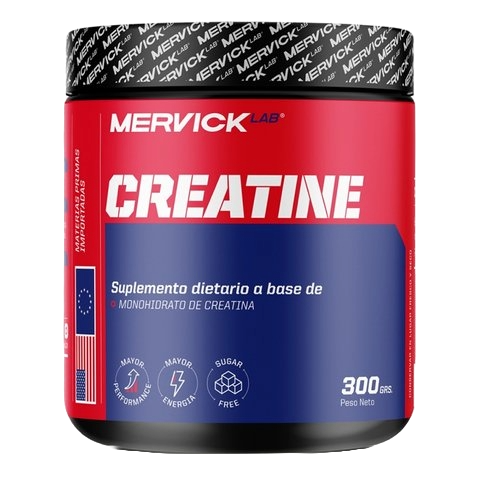 MERVICK LAB®
CREATINE
Suplemento dietario a base de
MONOHIDRATO DE CREATINA
MAYOR PERFORMANCE
MAYOR ENERGIA
SUGAR FREE
300 GRS.
Peso Neto
MATERIAS PRIMAS
IMPORTADAS